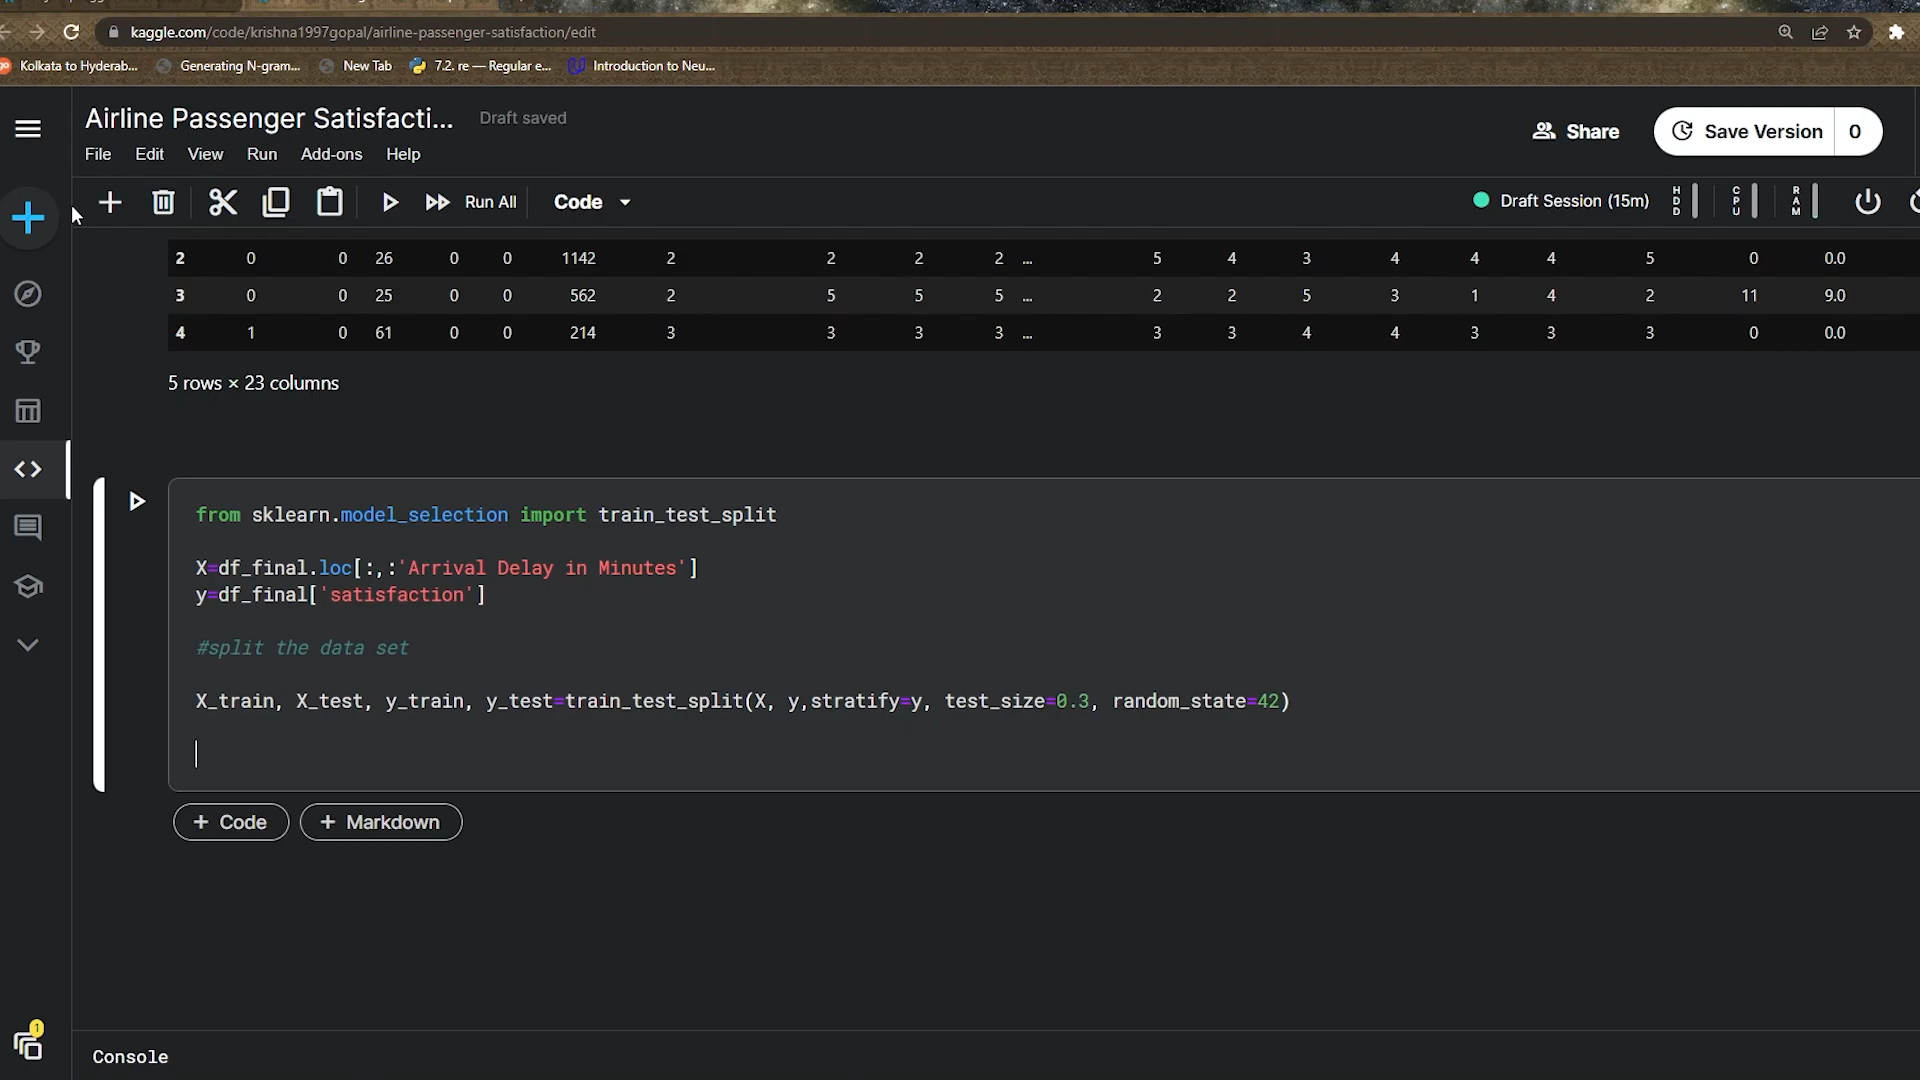 kaggle.com/code/krishna1997gopal/airline-passenger-satisfaction/edit
Kolkata to Hyderab... Generating N-gram... New Tab 7.2. re — Regular e... Introduction to Neu...
Airline Passenger Satisfacti... Draft saved
Share Save Version 0
File Edit View Run Add-ons Help
Run All Code Draft Session (15m) HDD CPU RAM
2 0 0 26 0 0 1142 2 2 2 2 ... 5 4 3 4 4 4 5 0 0.0
3 0 0 25 0 0 562 2 5 5 5 ... 2 2 5 3 1 4 2 11 9.0
4 1 0 61 0 0 214 3 3 3 3 ... 3 3 4 4 3 3 3 0 0.0
5 rows × 23 columns
from sklearn.model_selection import train_test_split
X=df_final.loc[:,:'Arrival Delay in Minutes']
y=df_final['satisfaction']
#split the data set
X_train, X_test, y_train, y_test=train_test_split(X, y,stratify=y, test_size=0.3, random_state=42)
+ Code + Markdown
1
Console